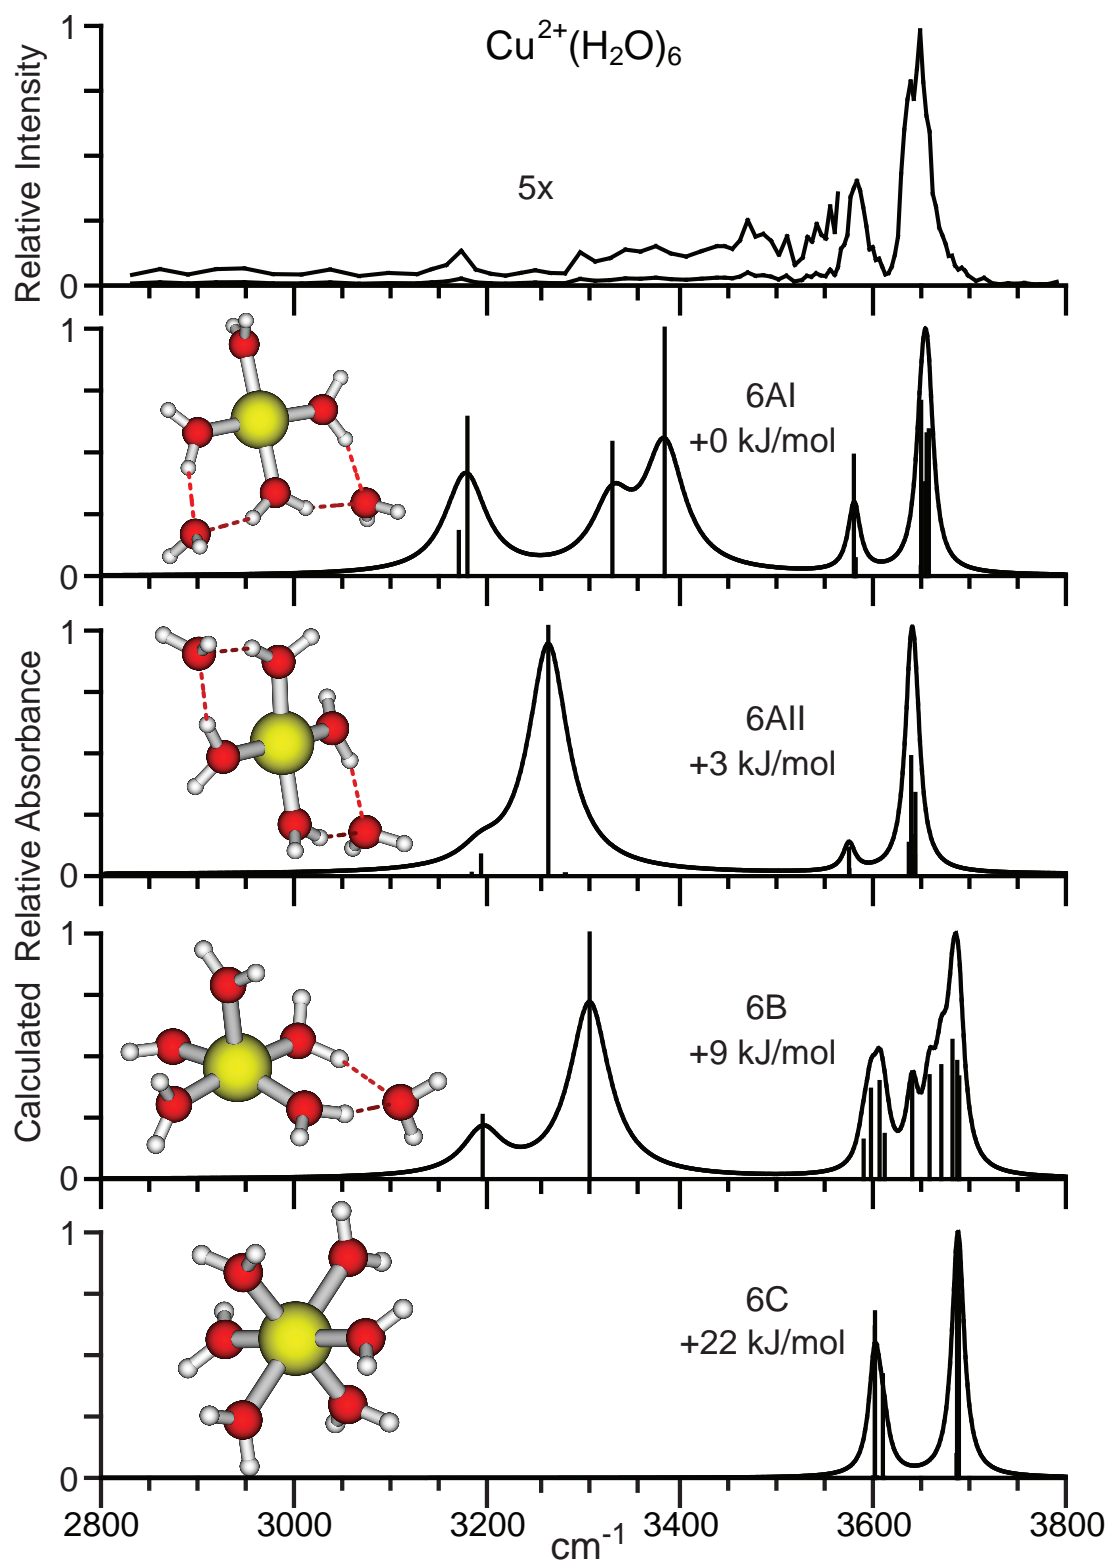 Cu²⁺(H₂O)₆
Relative Intensity
1
5x
0
Calculated Relative Absorbance
1
6AI
+0 kJ/mol
0
1
6AII
+3 kJ/mol
0
1
6B
+9 kJ/mol
0
1
6C
+22 kJ/mol
0
2800 3000 3200 3400 3600 3800
cm⁻¹